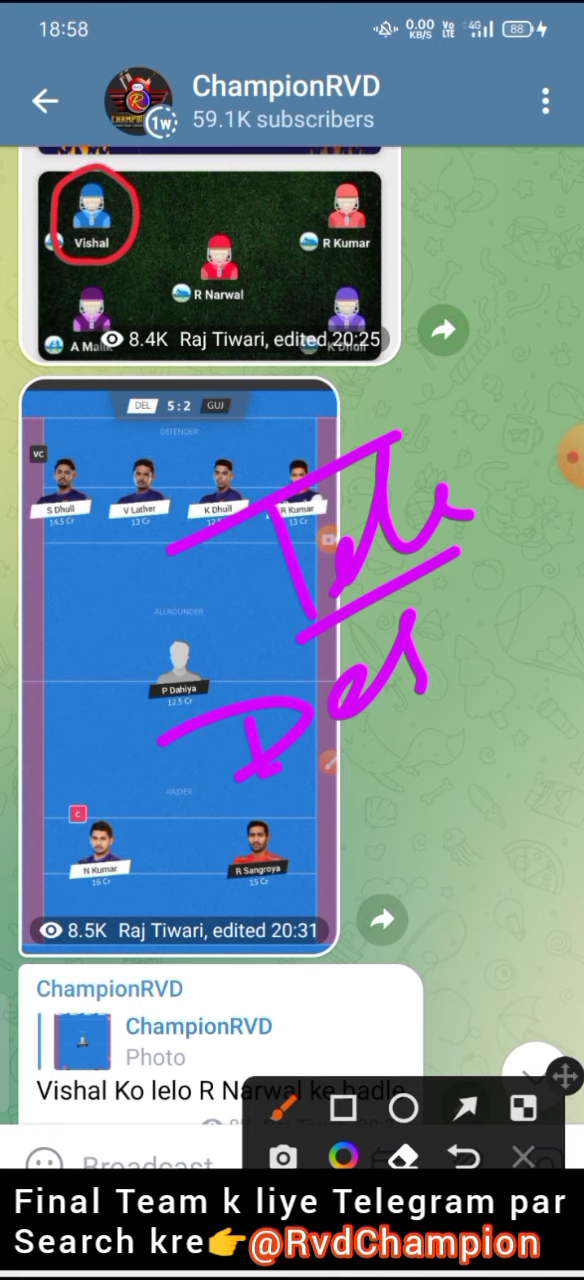 18:58
0.00 KB/S Vo LTE 4G 88
ChampionRVD
1w
59.1K subscribers
Vishal
R Kumar
R Narwal
8.4K Raj Tiwari, edited 20:25
K Dhull
DEL 5:2 GUJ
DEFENDER
VC
S Dhull V Lather K Dhull R Kumar
14.5 Cr 13 Cr 13 Cr
ALLROUNDER
P Dahiya
12.5 Cr
RAIDER
C
N Kumar R Sangroya
16 Cr 15 Cr
8.5K Raj Tiwari, edited 20:31
ChampionRVD
ChampionRVD
Photo
Vishal Ko lelo R Narwal ke badle
Broadcast
Final Team k liye Telegram par
Search kre👉@RvdChampion